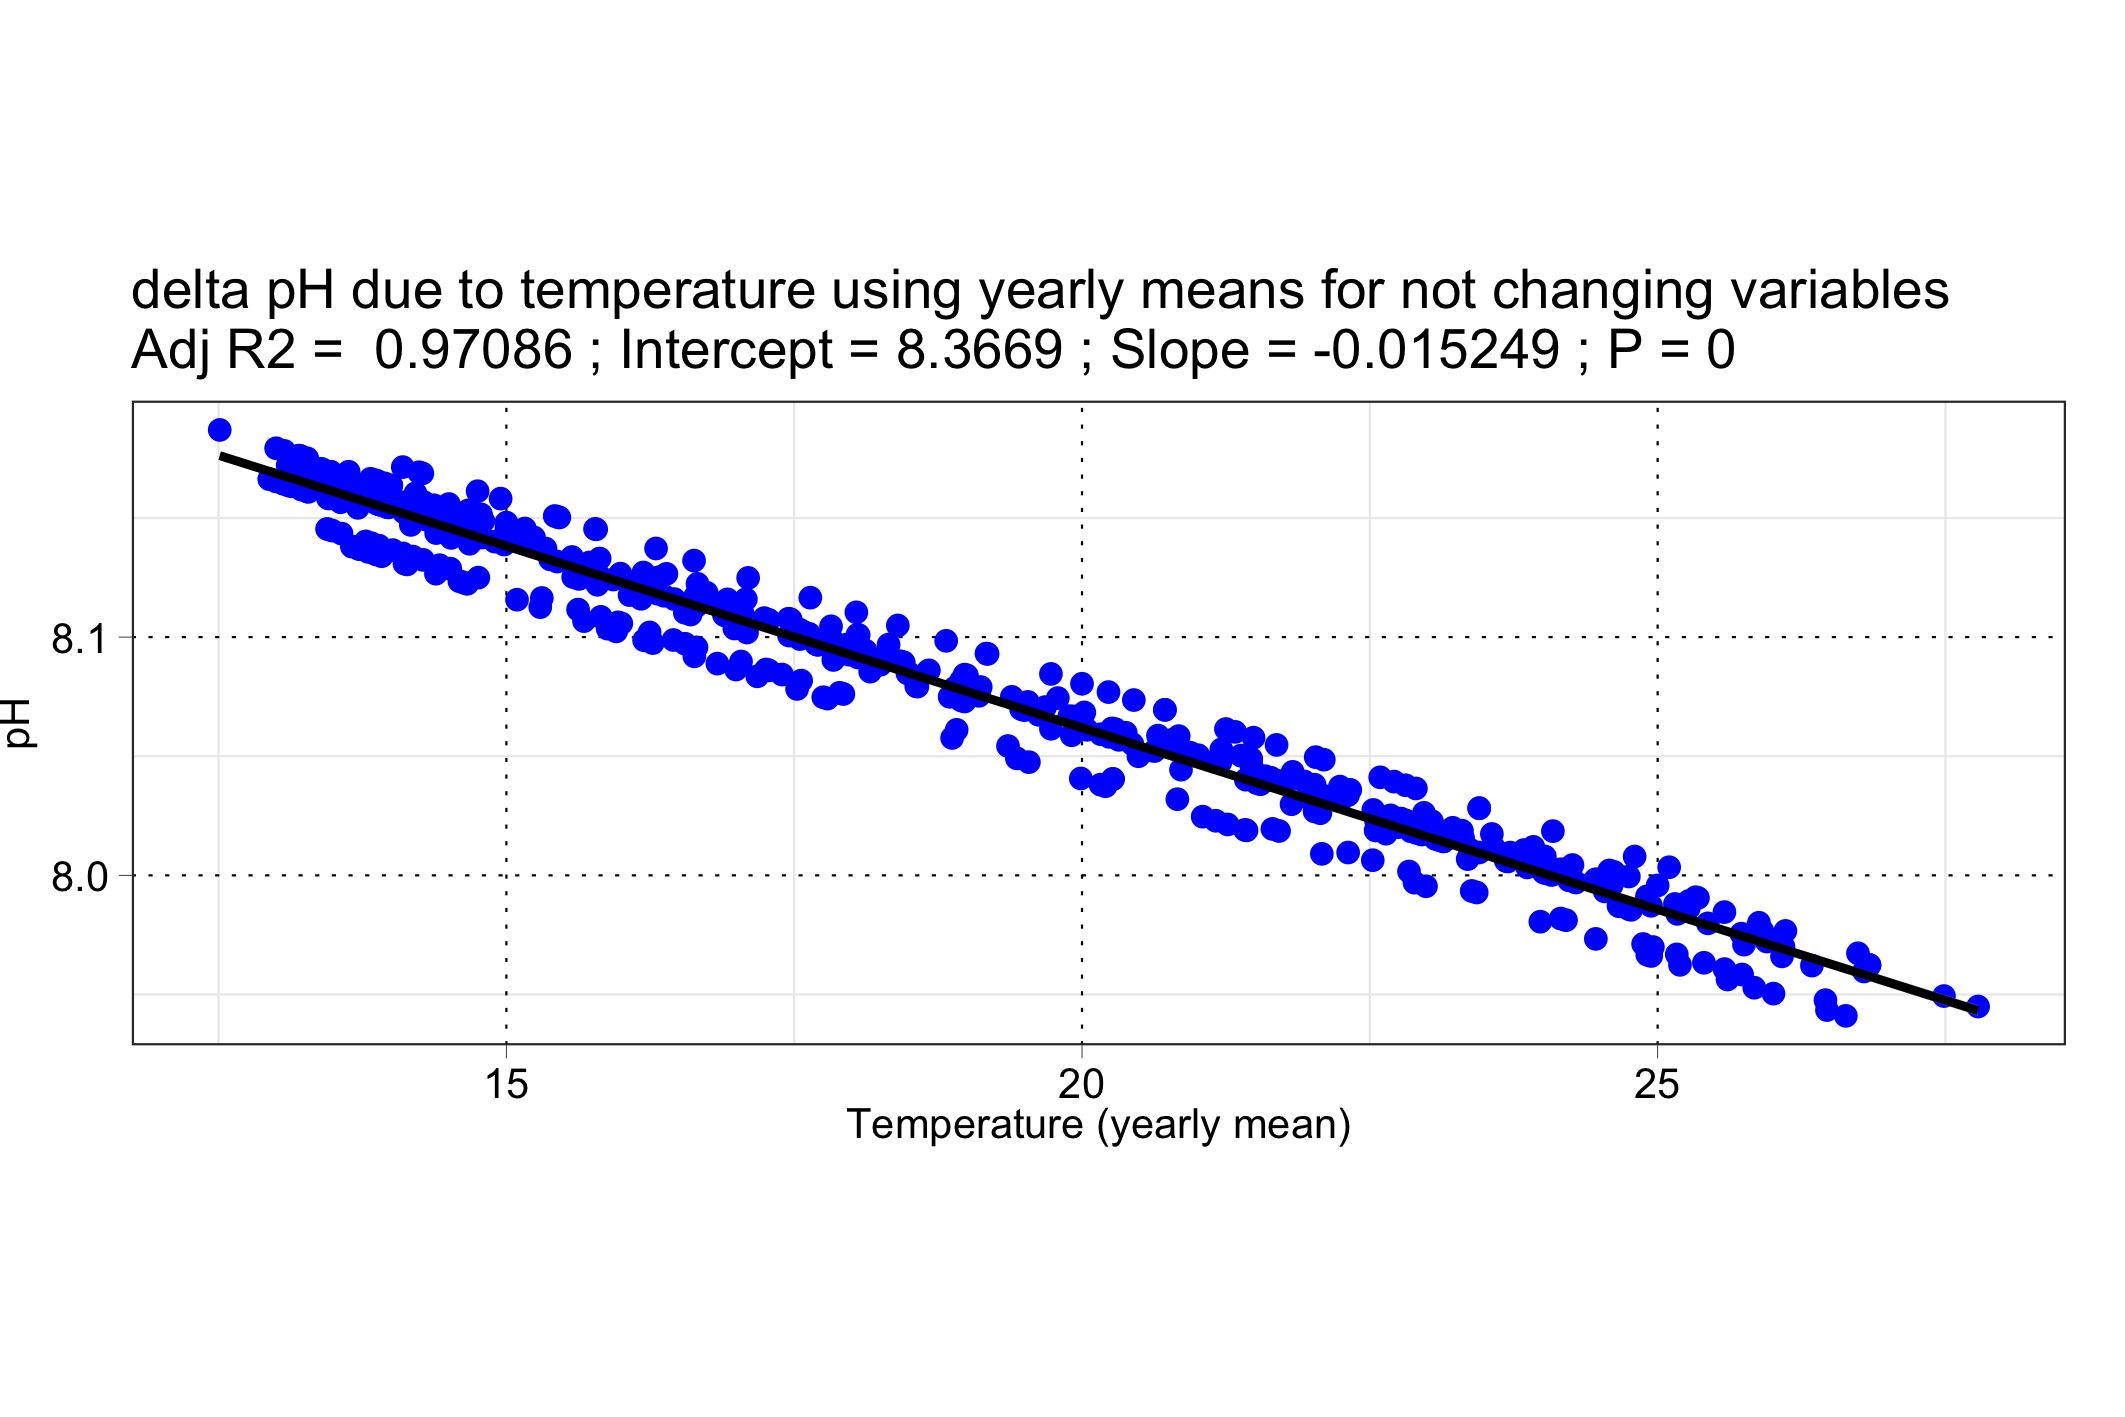 delta pH due to temperature using yearly means for not changing variables
Adj R2 =  0.97086 ; Intercept = 8.3669 ; Slope = -0.015249 ; P = 0
pH
8.1
8.0
15
20
25
Temperature (yearly mean)